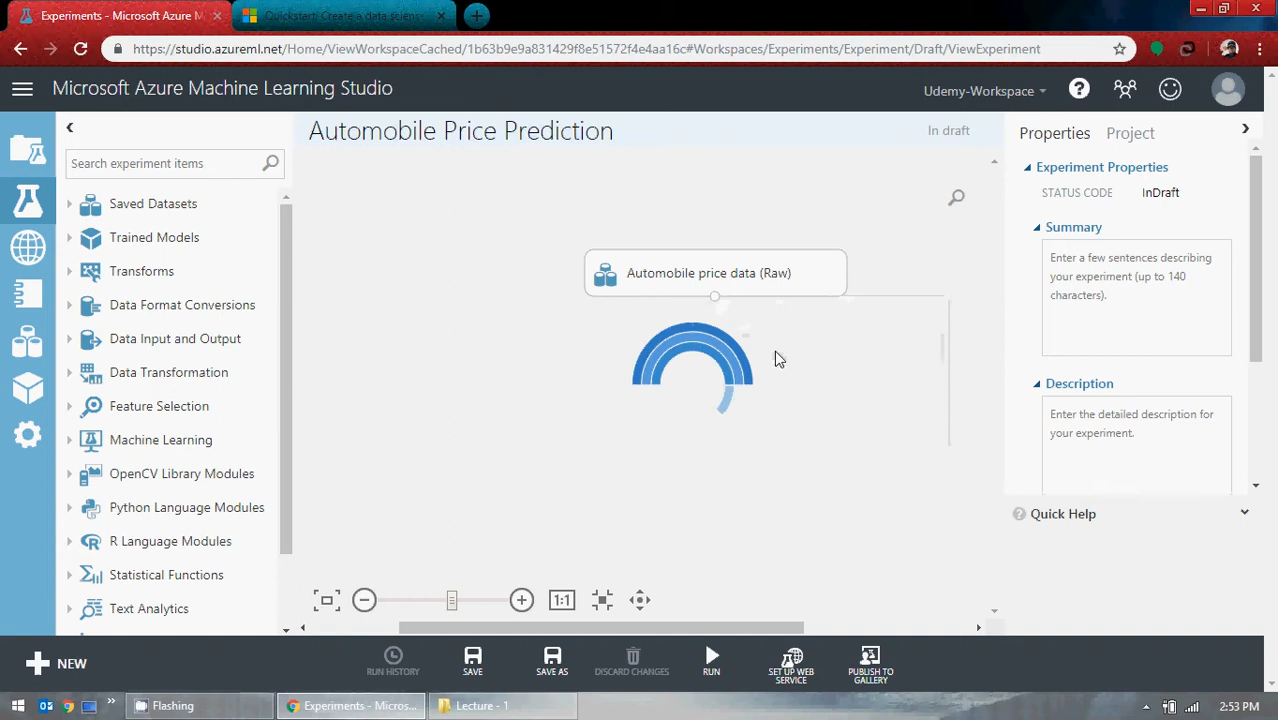 Experiments - Microsoft Azure M
Quickstart: Create a data scienc
https://studio.azureml.net/Home/ViewWorkspaceCached/1b63b9e9a831429f8e51572f4e4aa16c#Workspaces/Experiments/Experiment/Draft/ViewExperiment
Microsoft Azure Machine Learning Studio
Udemy-Workspace
Automobile Price Prediction
In draft
Properties
Project
Search experiment items
Experiment Properties
STATUS CODE
InDraft
Saved Datasets
Trained Models
Transforms
Data Format Conversions
Data Input and Output
Data Transformation
Feature Selection
Machine Learning
OpenCV Library Modules
Python Language Modules
R Language Modules
Statistical Functions
Text Analytics
Automobile price data (Raw)
Summary
Enter a few sentences describing
your experiment (up to 140
characters).
Description
Enter the detailed description for
your experiment.
Quick Help
1:1
NEW
RUN HISTORY
SAVE
SAVE AS
DISCARD CHANGES
RUN
SET UP WEB
SERVICE
PUBLISH TO
GALLERY
Flashing
Experiments - Micros...
Lecture - 1
2:53 PM